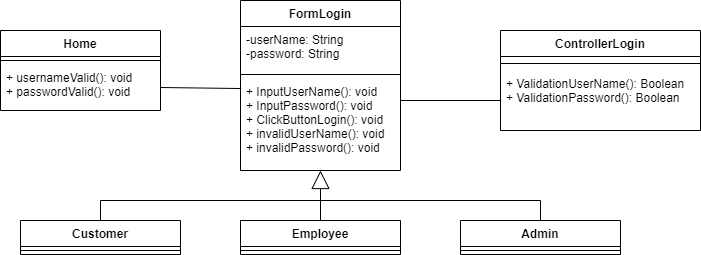 Home
+ usernameValid(): void
+ passwordValid(): void
FormLogin
-userName: String
-password: String
+ InputUserName(): void
+ InputPassword(): void
+ ClickButtonLogin(): void
+ invalidUserName(): void
+ invalidPassword(): void
ControllerLogin
+ ValidationUserName(): Boolean
+ ValidationPassword(): Boolean
Customer
Employee
Admin